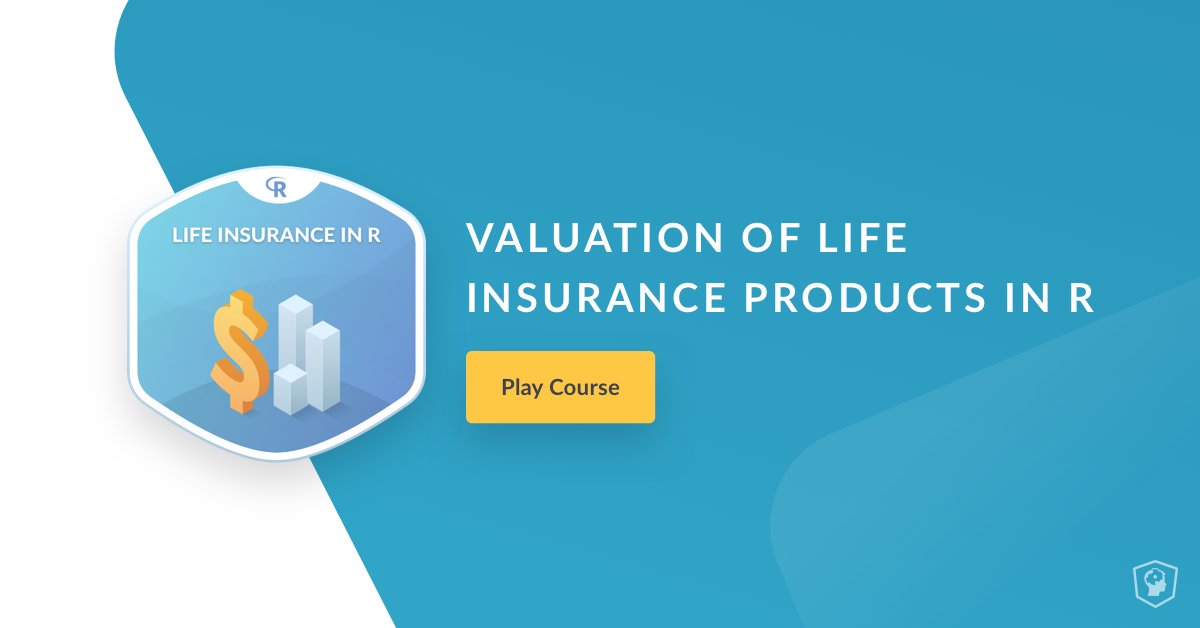 R
LIFE INSURANCE IN R
VALUATION OF LIFE
INSURANCE PRODUCTS IN R
Play Course